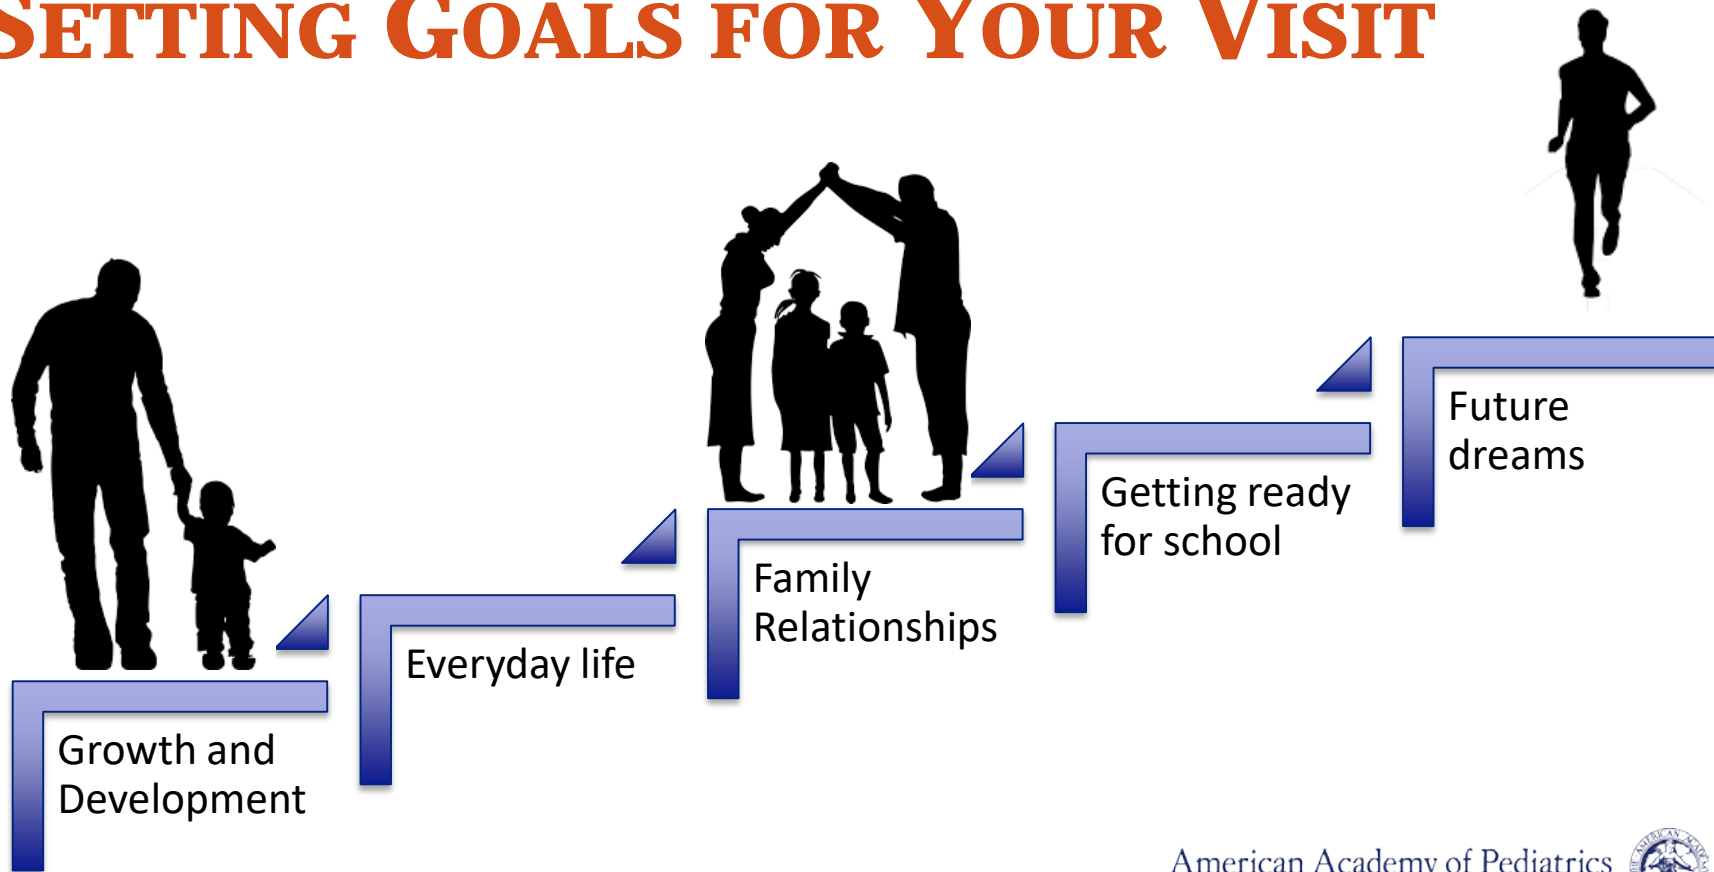 SETTING GOALS FOR YOUR VISIT
Growth and
Development
Everyday life
Family
Relationships
Getting ready
for school
Future
dreams
American Academy of Pediatrics